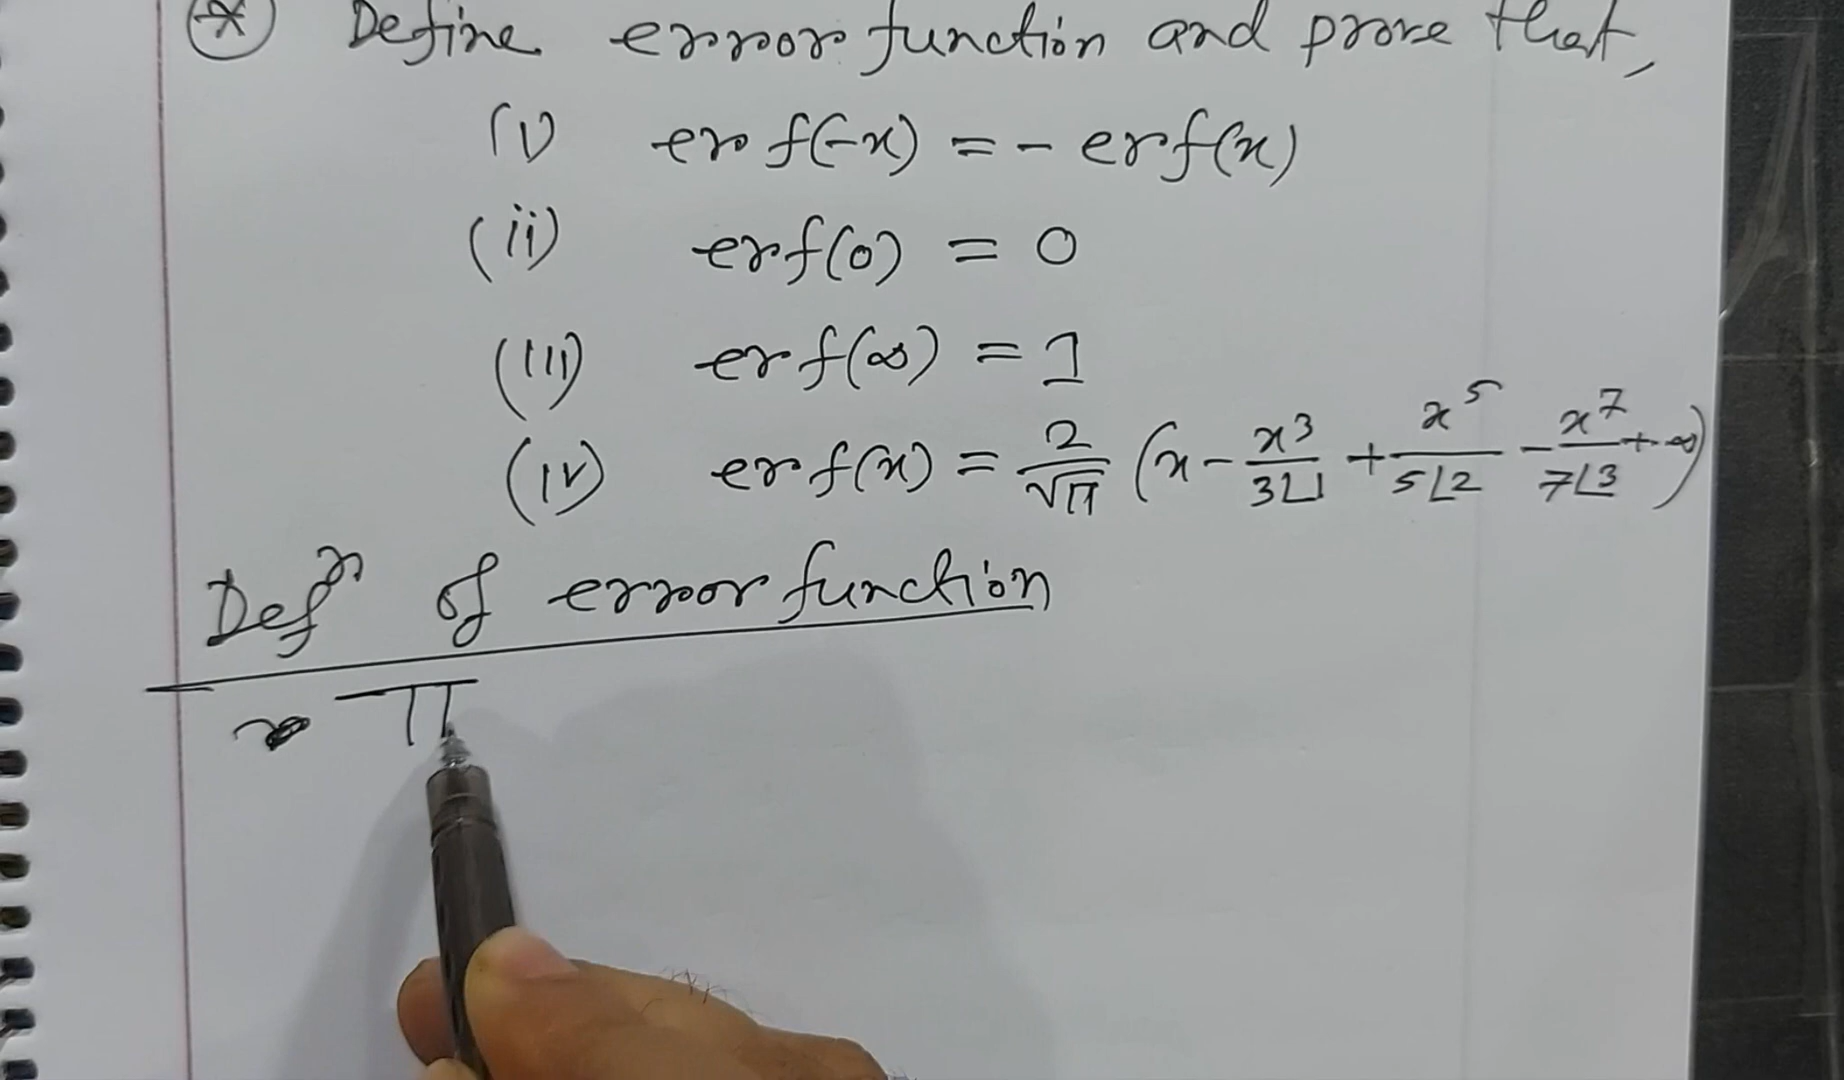 (*) Define error function and prove that,
(i) erf(-x) = - erf(x)
(ii) erf(0) = 0
(iii) erf(∞) = 1
(iv) erf(x) = 2/√π (x - x³/3∟1 + x⁵/5∟2 - x⁷/7∟3 + -∞)
Defⁿ of error function